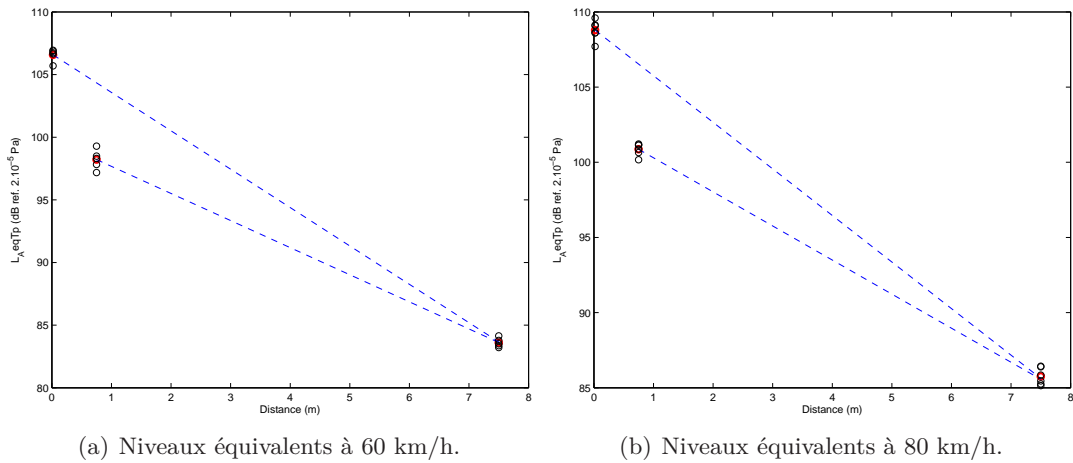 110
105
100
95
90
85
80
L_A eqTp (dB ref. 2.10⁻⁵ Pa)
0 1 2 3 4 5 6 7 8
Distance (m)
(a) Niveaux équivalents à 60 km/h.
110
105
100
95
90
85
L_A eqTp (dB ref. 2.10⁻⁵ Pa)
0 1 2 3 4 5 6 7 8
Distance (m)
(b) Niveaux équivalents à 80 km/h.